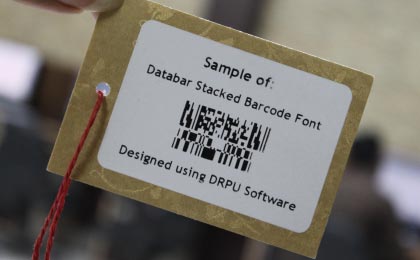 Sample of:
Databar Stacked Barcode Font
Designed using DRPU Software